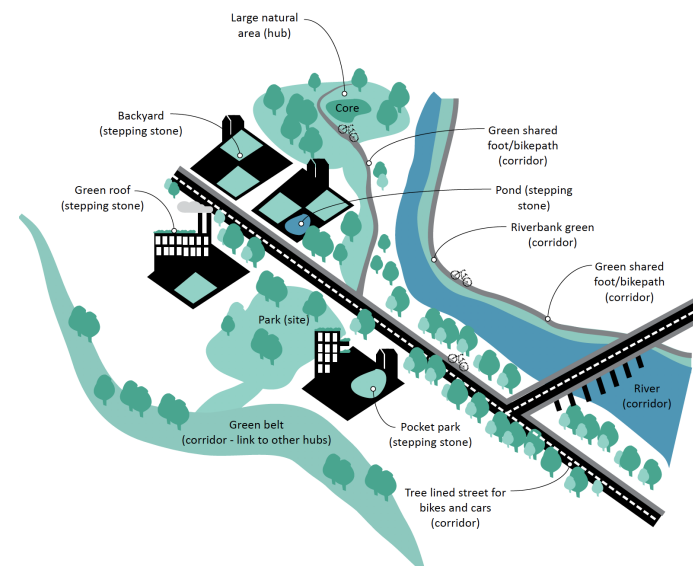 Large natural
area (hub)
Core
Backyard
(stepping stone)
Green shared
foot/bikepath
(corridor)
Green roof
(stepping stone)
Pond (stepping
stone)
Riverbank green
(corridor)
Green shared
foot/bikepath
(corridor)
Park (site)
River
(corridor)
Green belt
(corridor - link to other hubs)
Pocket park
(stepping stone)
Tree lined street for
bikes and cars
(corridor)